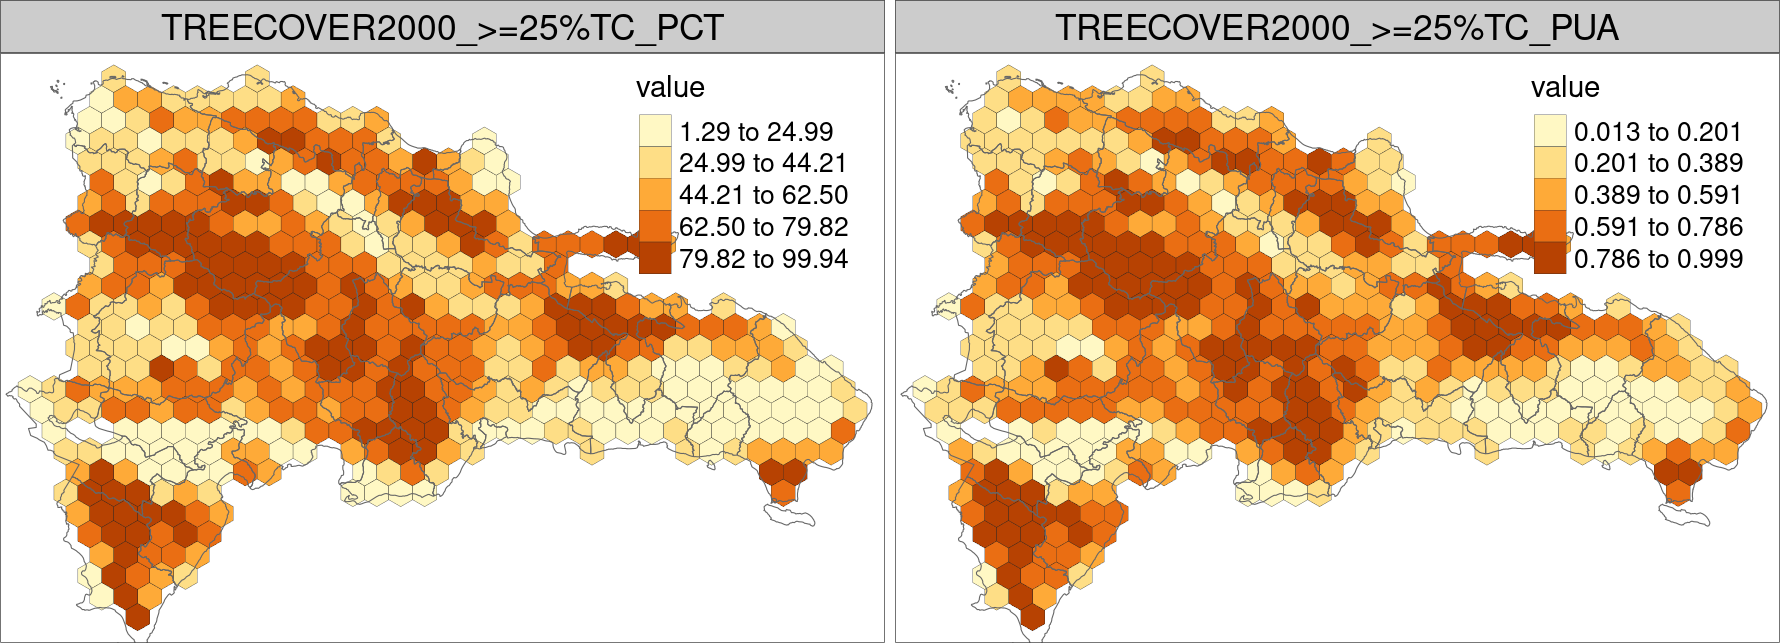 TREECOVER2000_>=25%TC_PCT
value
1.29 to 24.99
24.99 to 44.21
44.21 to 62.50
62.50 to 79.82
79.82 to 99.94
TREECOVER2000_>=25%TC_PUA
value
0.013 to 0.201
0.201 to 0.389
0.389 to 0.591
0.591 to 0.786
0.786 to 0.999